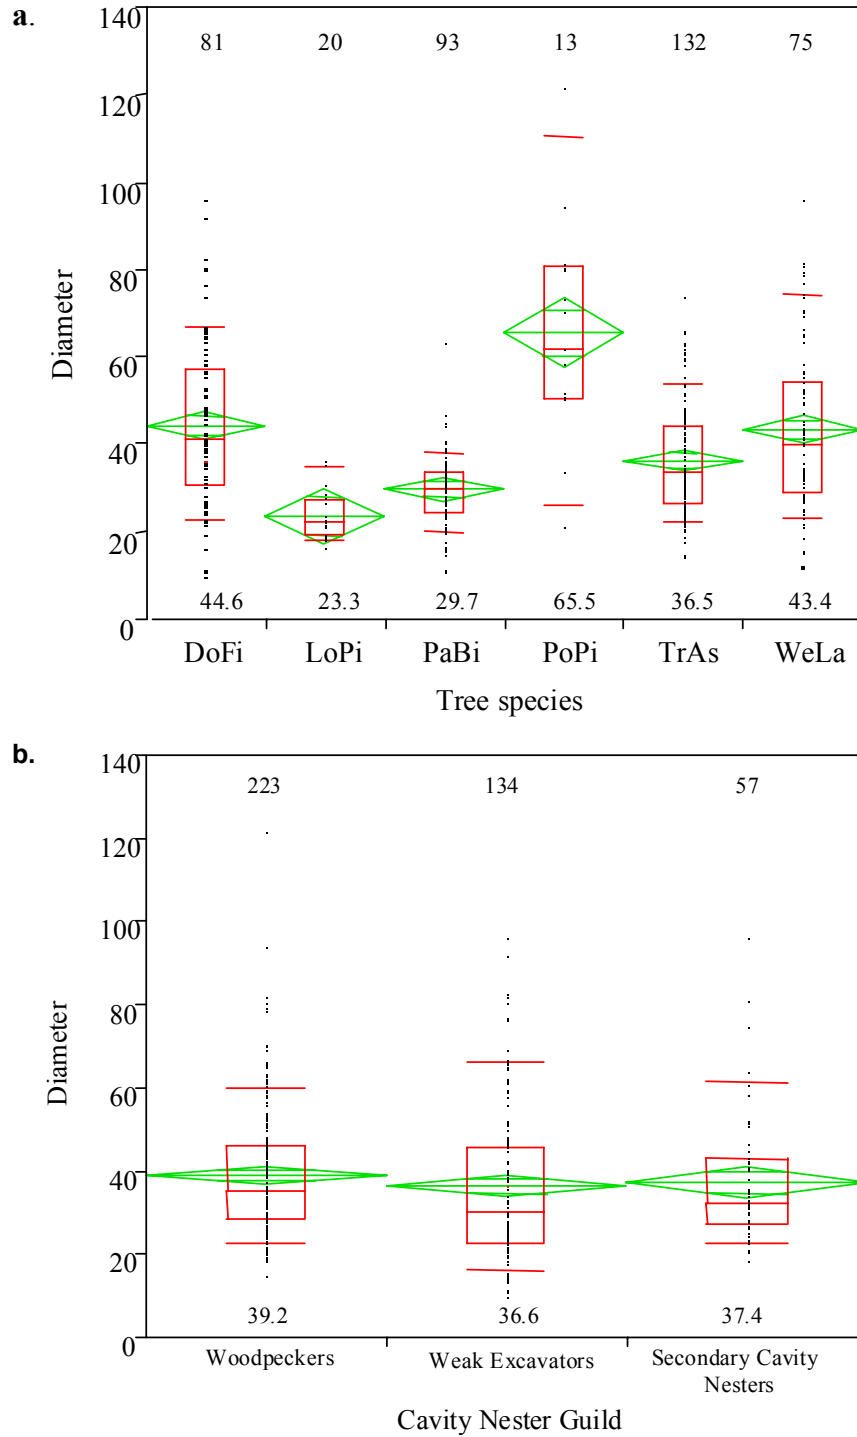 a.
140
81 20 93 13 132 75
120
100
80
60
40
20
0
Diameter
44.6 23.3 29.7 65.5 36.5 43.4
DoFi LoPi PaBi PoPi TrAs WeLa
Tree species
b.
140
223 134 57
120
100
80
60
40
20
0
Diameter
39.2 36.6 37.4
Woodpeckers Weak Excavators Secondary Cavity
Nesters
Cavity Nester Guild